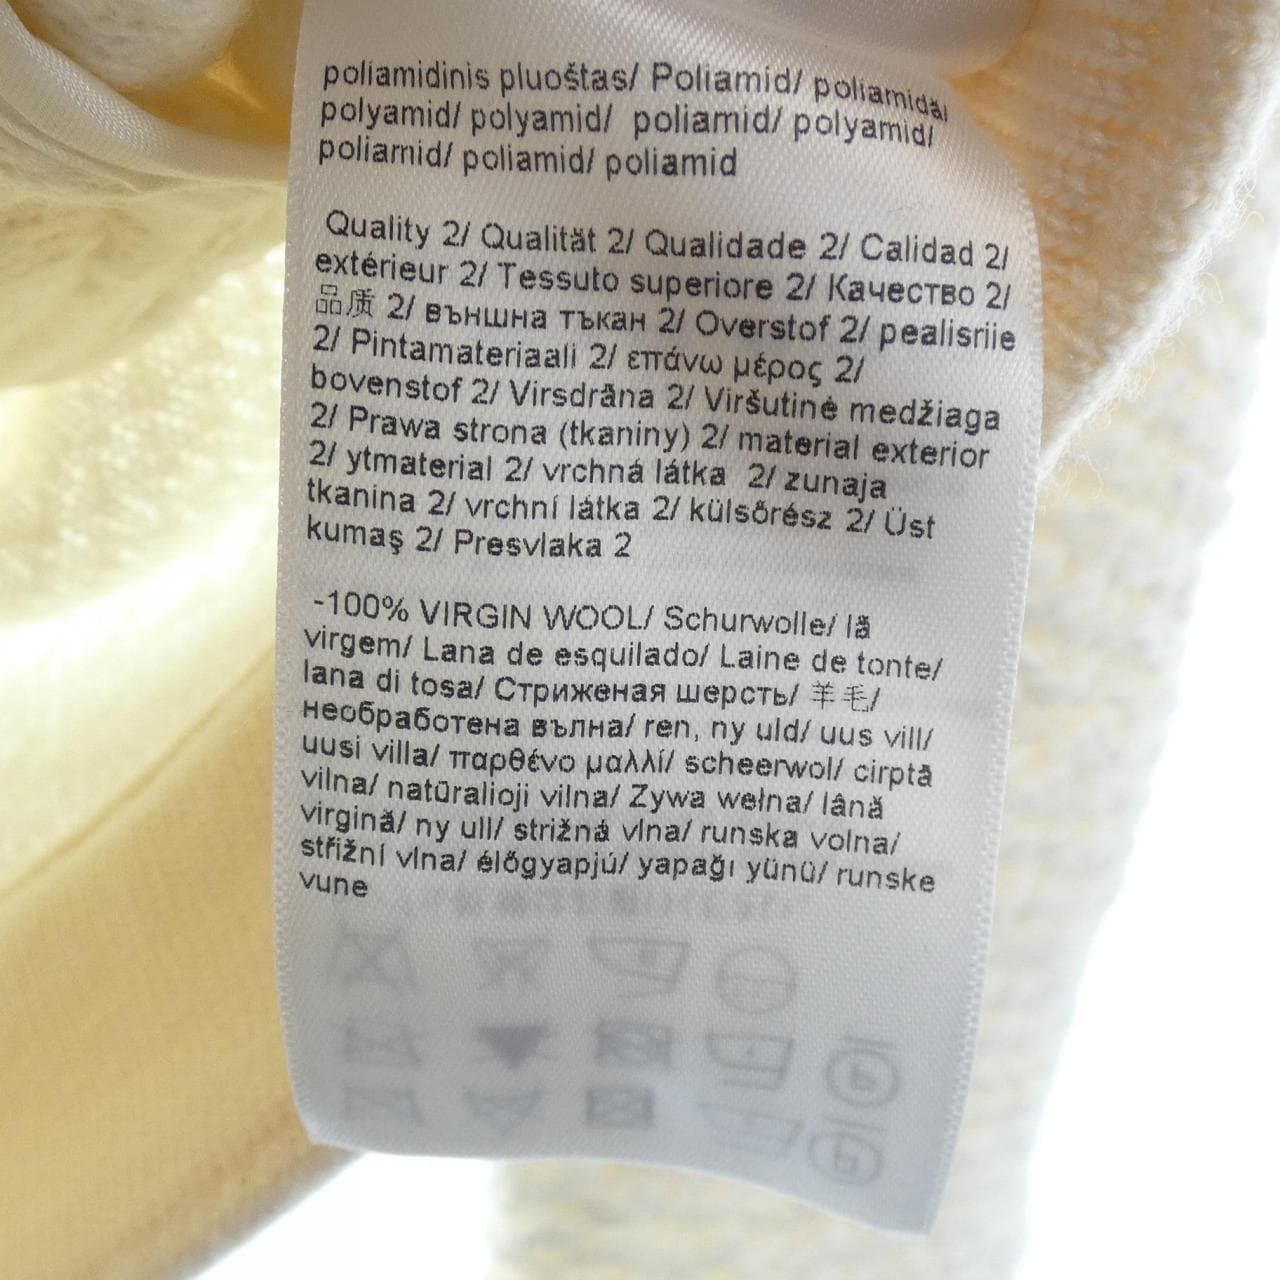 poliamidinis pluoštas/ Poliamid/ poliamidă/
polyamid/ polyamid/ poliamid/ polyamid/
poliamid/ poliamid/ poliamid
Quality 2/ Qualität 2/ Qualidade 2/ Calidad 2/
extérieur 2/ Tessuto superiore 2/ Качество 2/
品质 2/ външна тъкан 2/ Overstof 2/ pealisriie
2/ Pintamateriaali 2/ επάνω μέρος 2/
bovenstof 2/ Virsdrāna 2/ Viršutinė medžiaga
2/ Prawa strona (tkaniny) 2/ material exterior
2/ ytmaterial 2/ vrchná látka 2/ zunaja
tkanina 2/ vrchní látka 2/ külsőrész 2/ Üst
kumaş 2/ Presvlaka 2
-100% VIRGIN WOOL/ Schurwolle/ lã
virgem/ Lana de esquilado/ Laine de tonte/
lana di tosa/ Стриженая шерсть/ 羊毛/
необработена вълна/ ren, ny uld/ uus vill/
uusi villa/ παρθένο μαλλί/ scheerwol/ cirptā
vilna/ natūralioji vilna/ Zywa wełna/ lână
virgină/ ny ull/ strižná vlna/ runska volna/
střižní vlna/ élőgyapjú/ yapağı yünü/ runske
vune